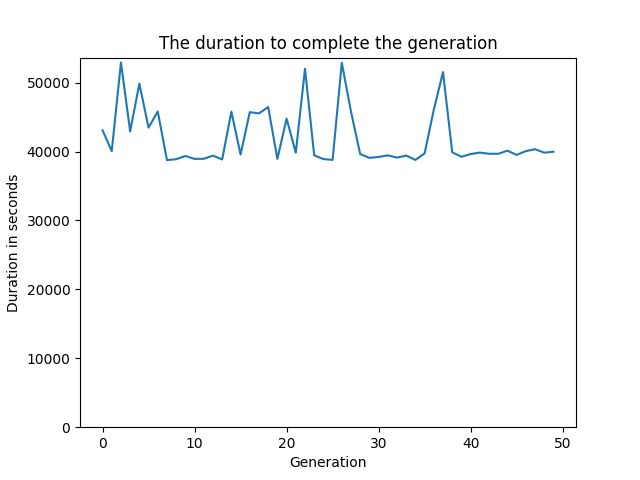 The duration to complete the generation
50000
40000
30000
20000
10000
0
Duration in seconds
0 10 20 30 40 50
Generation